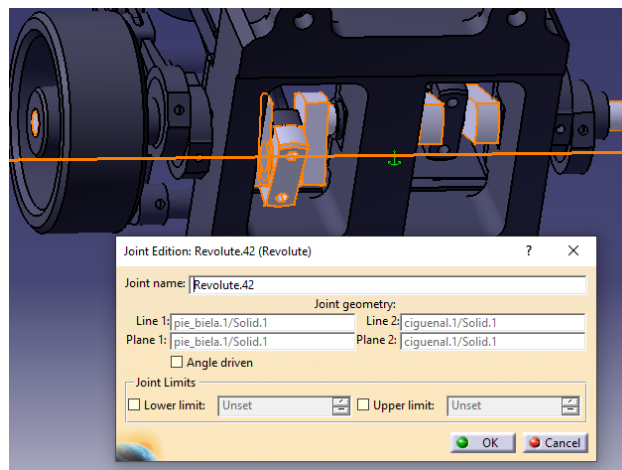 Joint Edition: Revolute.42 (Revolute) ? ×
Joint name: Revolute.42
Joint geometry:
Line 1: pie_biela.1/Solid.1 Line 2: ciguenal.1/Solid.1
Plane 1: pie_biela.1/Solid.1 Plane 2: ciguenal.1/Solid.1
Angle driven
Joint Limits
Lower limit: Unset Upper limit: Unset
OK Cancel